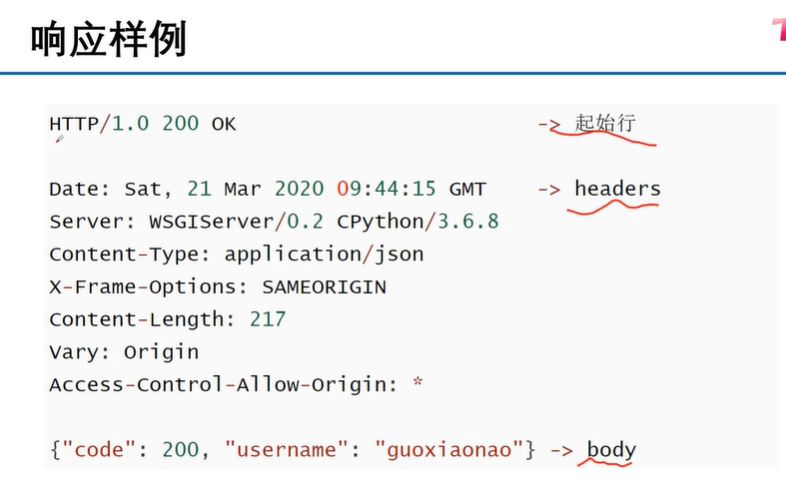 响应样例
HTTP/1.0 200 OK -> 起始行
Date: Sat, 21 Mar 2020 09:44:15 GMT -> headers
Server: WSGIServer/0.2 CPython/3.6.8
Content-Type: application/json
X-Frame-Options: SAMEORIGIN
Content-Length: 217
Vary: Origin
Access-Control-Allow-Origin: *
{"code": 200, "username": "guoxiaonao"} -> body